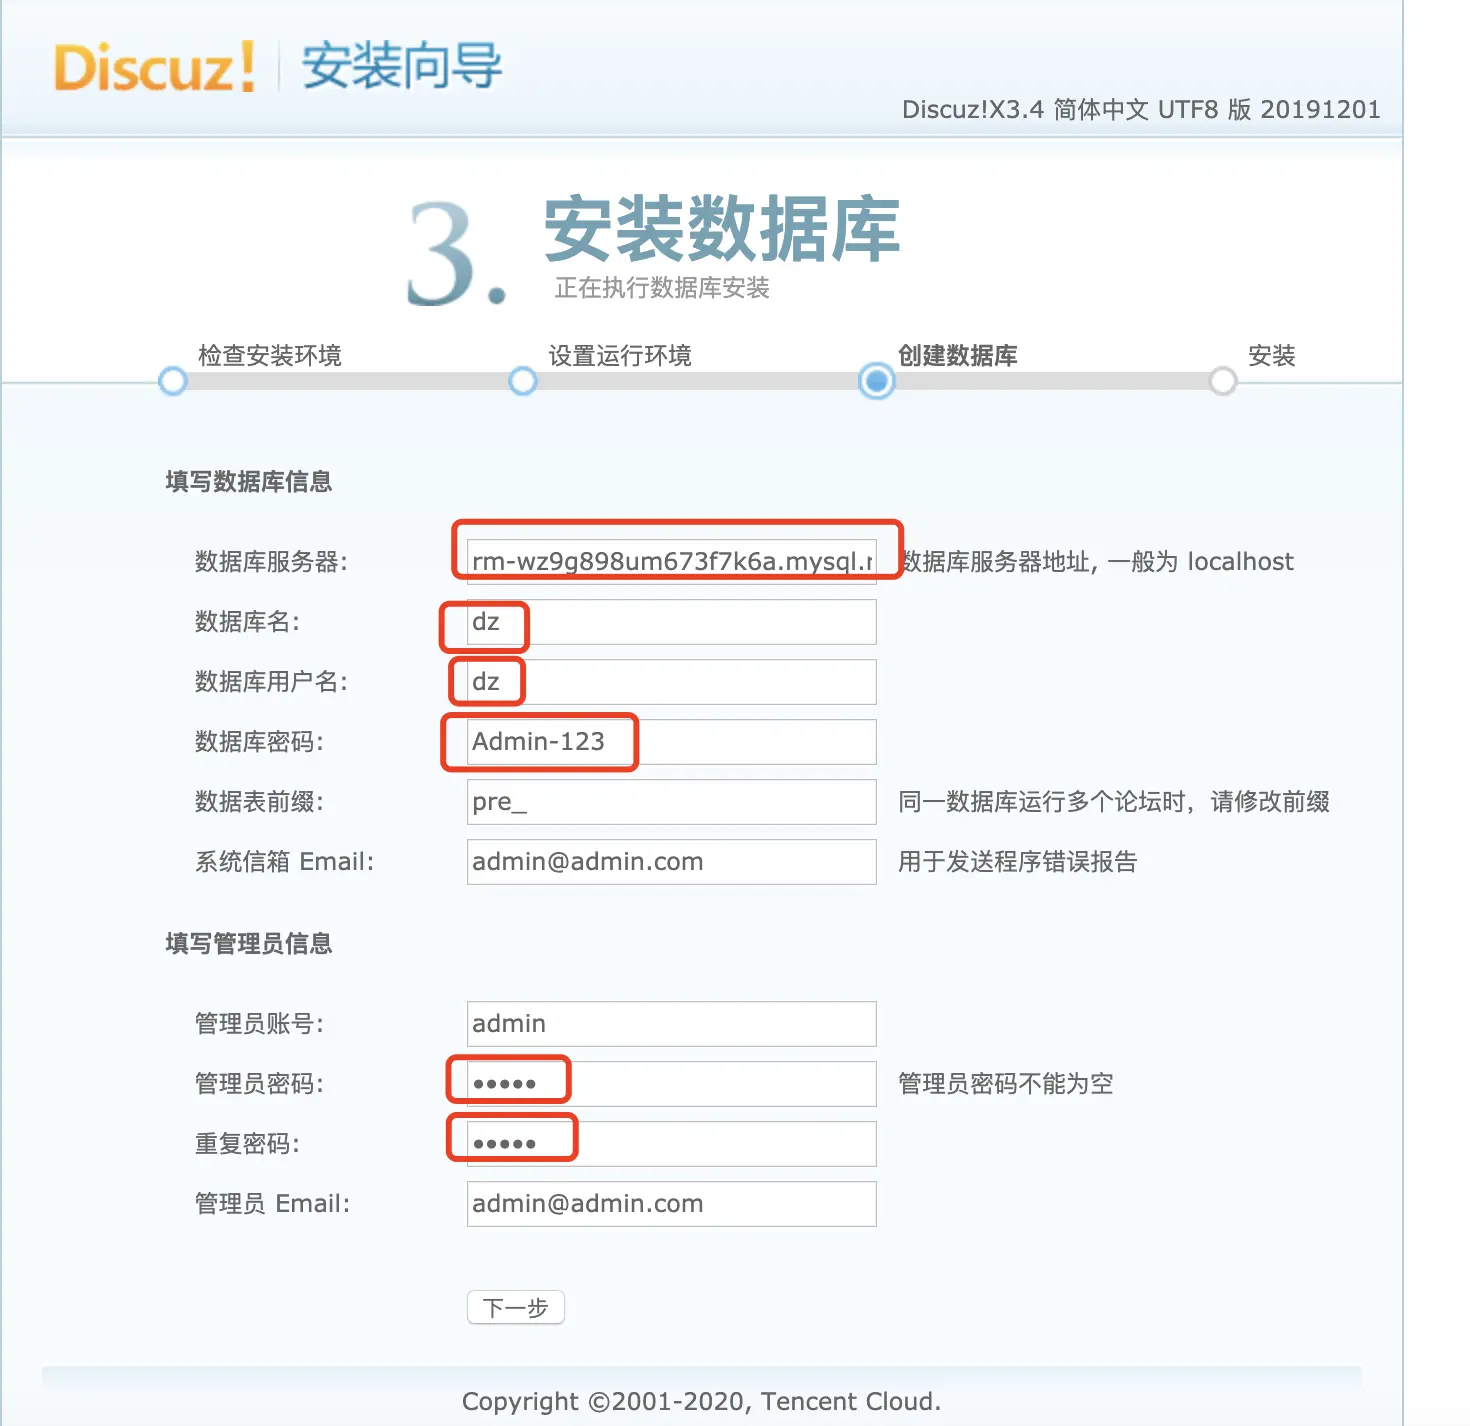 Discuz! 安装向导
Discuz!X3.4 简体中文 UTF8 版 20191201
3. 安装数据库
正在执行数据库安装
检查安装环境 设置运行环境 创建数据库 安装
填写数据库信息
数据库服务器: rm-wz9g898um673f7k6a.mysql.r 数据库服务器地址, 一般为 localhost
数据库名: dz
数据库用户名: dz
数据库密码: Admin-123
数据表前缀: pre_ 同一数据库运行多个论坛时，请修改前缀
系统信箱 Email: admin@admin.com 用于发送程序错误报告
填写管理员信息
管理员账号: admin
管理员密码: ••••• 管理员密码不能为空
重复密码: •••••
管理员 Email: admin@admin.com
下一步
Copyright ©2001-2020, Tencent Cloud.